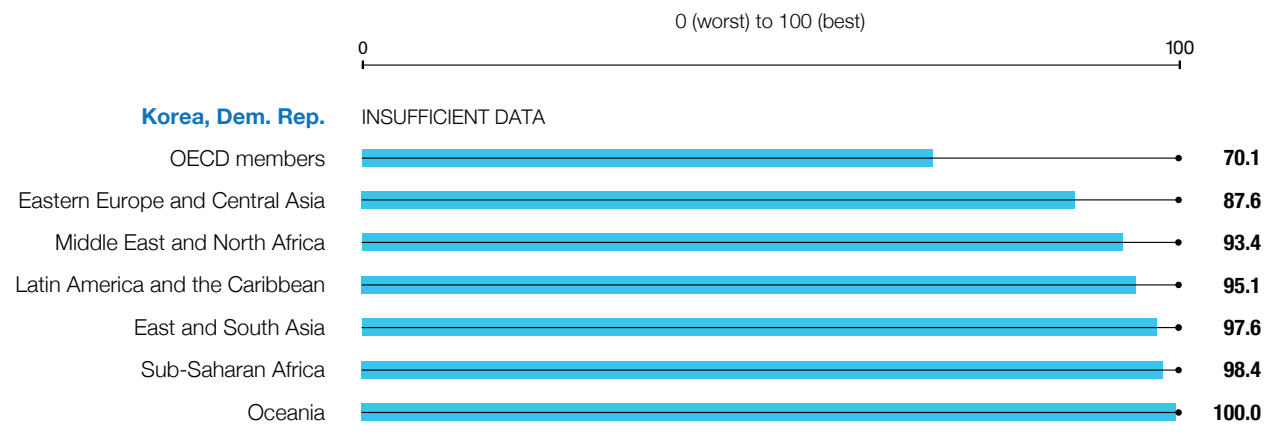 0 (worst) to 100 (best)
0 100
Korea, Dem. Rep. INSUFFICIENT DATA
OECD members 70.1
Eastern Europe and Central Asia 87.6
Middle East and North Africa 93.4
Latin America and the Caribbean 95.1
East and South Asia 97.6
Sub-Saharan Africa 98.4
Oceania 100.0